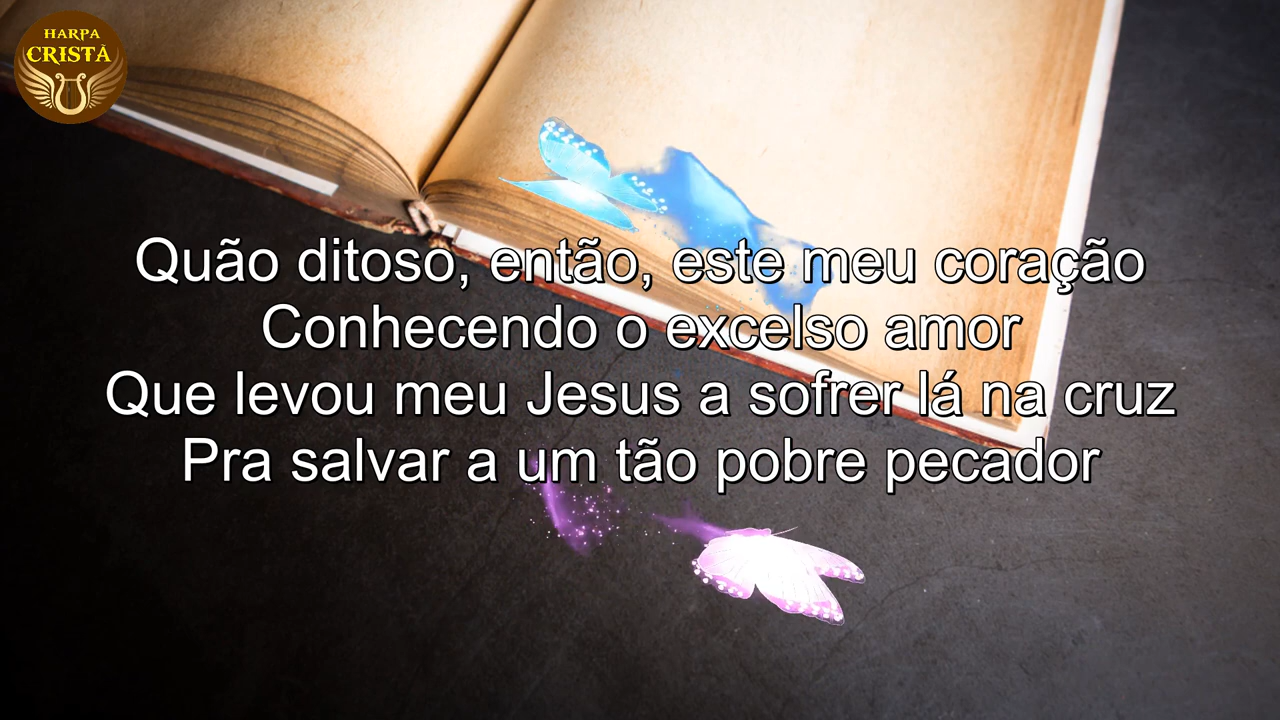 HARPA
CRISTÃ
Quão ditoso, então, este meu coração
Conhecendo o excelso amor
Que levou meu Jesus a sofrer lá na cruz
Pra salvar a um tão pobre pecador